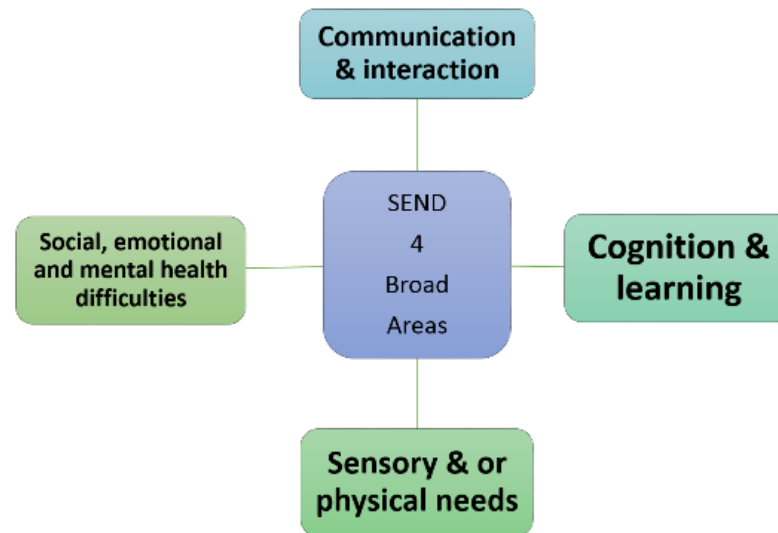 Communication
& interaction
SEND
4
Broad
Areas
Social, emotional
and mental health
difficulties
Cognition &
learning
Sensory & or
physical needs